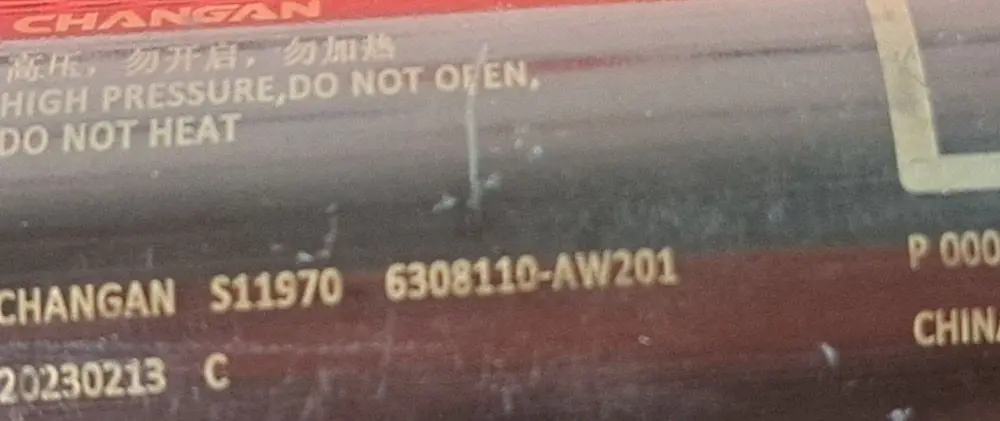 CHANGAN
高压，勿开启，勿加热
HIGH PRESSURE,DO NOT OPEN,
DO NOT HEAT
CHANGAN S11970 6308110-AW201
P 000
20230213 C
CHINA